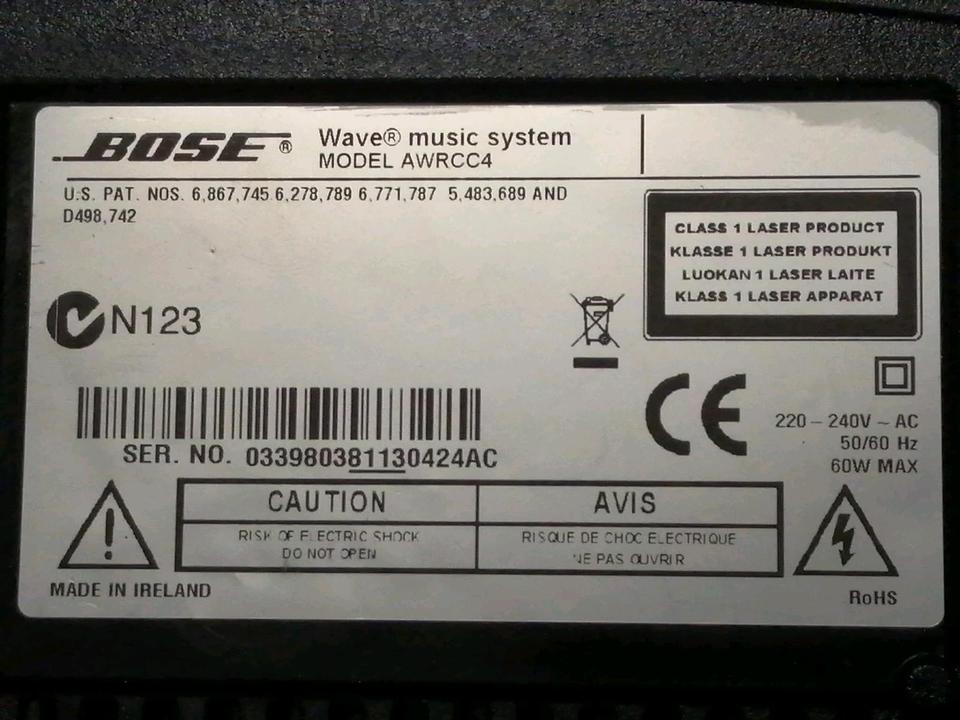 BOSE® Wave® music system
MODEL AWRCC4
U.S. PAT. NOS. 6,867,745 6,278,789 6,771,787 5,483,689 AND
D498,742
CLASS 1 LASER PRODUCT
KLASSE 1 LASER PRODUKT
LUOKAN 1 LASER LAITE
KLASS 1 LASER APPARAT
N123
CE
220 – 240V ~ AC
50/60 Hz
60W MAX
SER. NO. 033980381130424AC
CAUTION
RISK OF ELECTRIC SHOCK
DO NOT OPEN
AVIS
RISQUE DE CHOC ELECTRIQUE
NE PAS OUVRIR
MADE IN IRELAND
RoHS